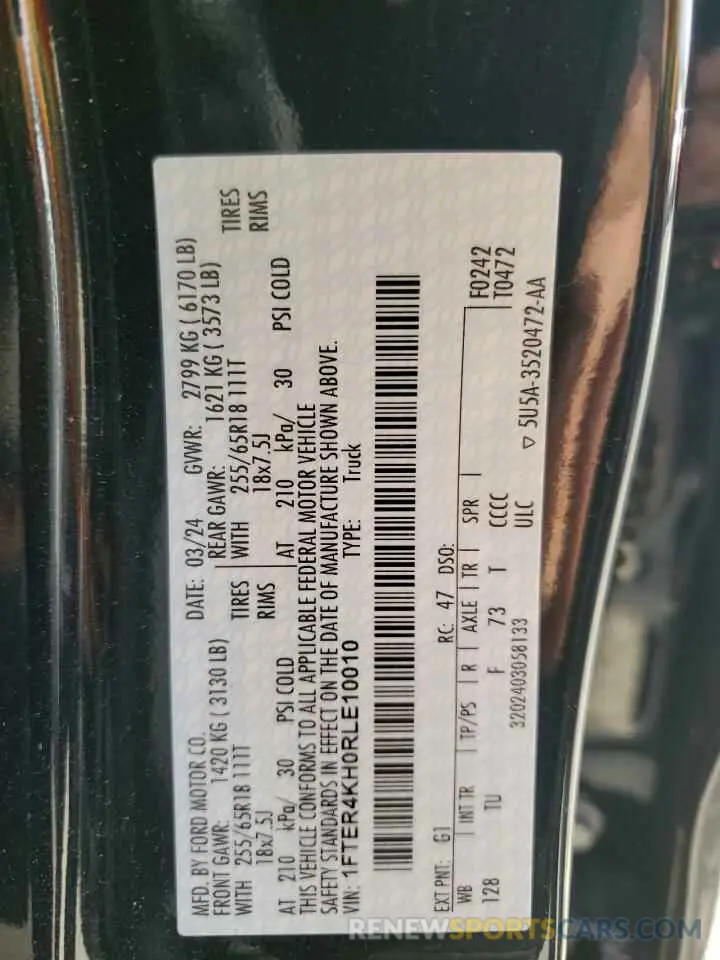 MFD. BY FORD MOTOR CO.
DATE: 03/24 GVWR: 2799 KG ( 6170 LB)
FRONT GAWR: 1420 KG ( 3130 LB)
REAR GAWR: 1621 KG ( 3573 LB)
WITH 255/65R18 111T TIRES
WITH 255/65R18 111T TIRES
18x7.5J RIMS
18x7.5J RIMS
AT 210 kPa/ 30 PSI COLD
AT 210 kPa/ 30 PSI COLD
THIS VEHICLE CONFORMS TO ALL APPLICABLE FEDERAL MOTOR VEHICLE
SAFETY STANDARDS IN EFFECT ON THE DATE OF MANUFACTURE SHOWN ABOVE.
VIN: 1FTER4KH0RLE10010
TYPE: Truck
EXT PNT: G1 RC: 47 DSO:
WB | INT TR | TP/PS | R | AXLE | TR | SPR |
F0242
128 TU F 73 T CCCC
T0472
3202403058133 ULC
▽ 5U5A-3520472-AA
RENEWSPORTSCARS.COM